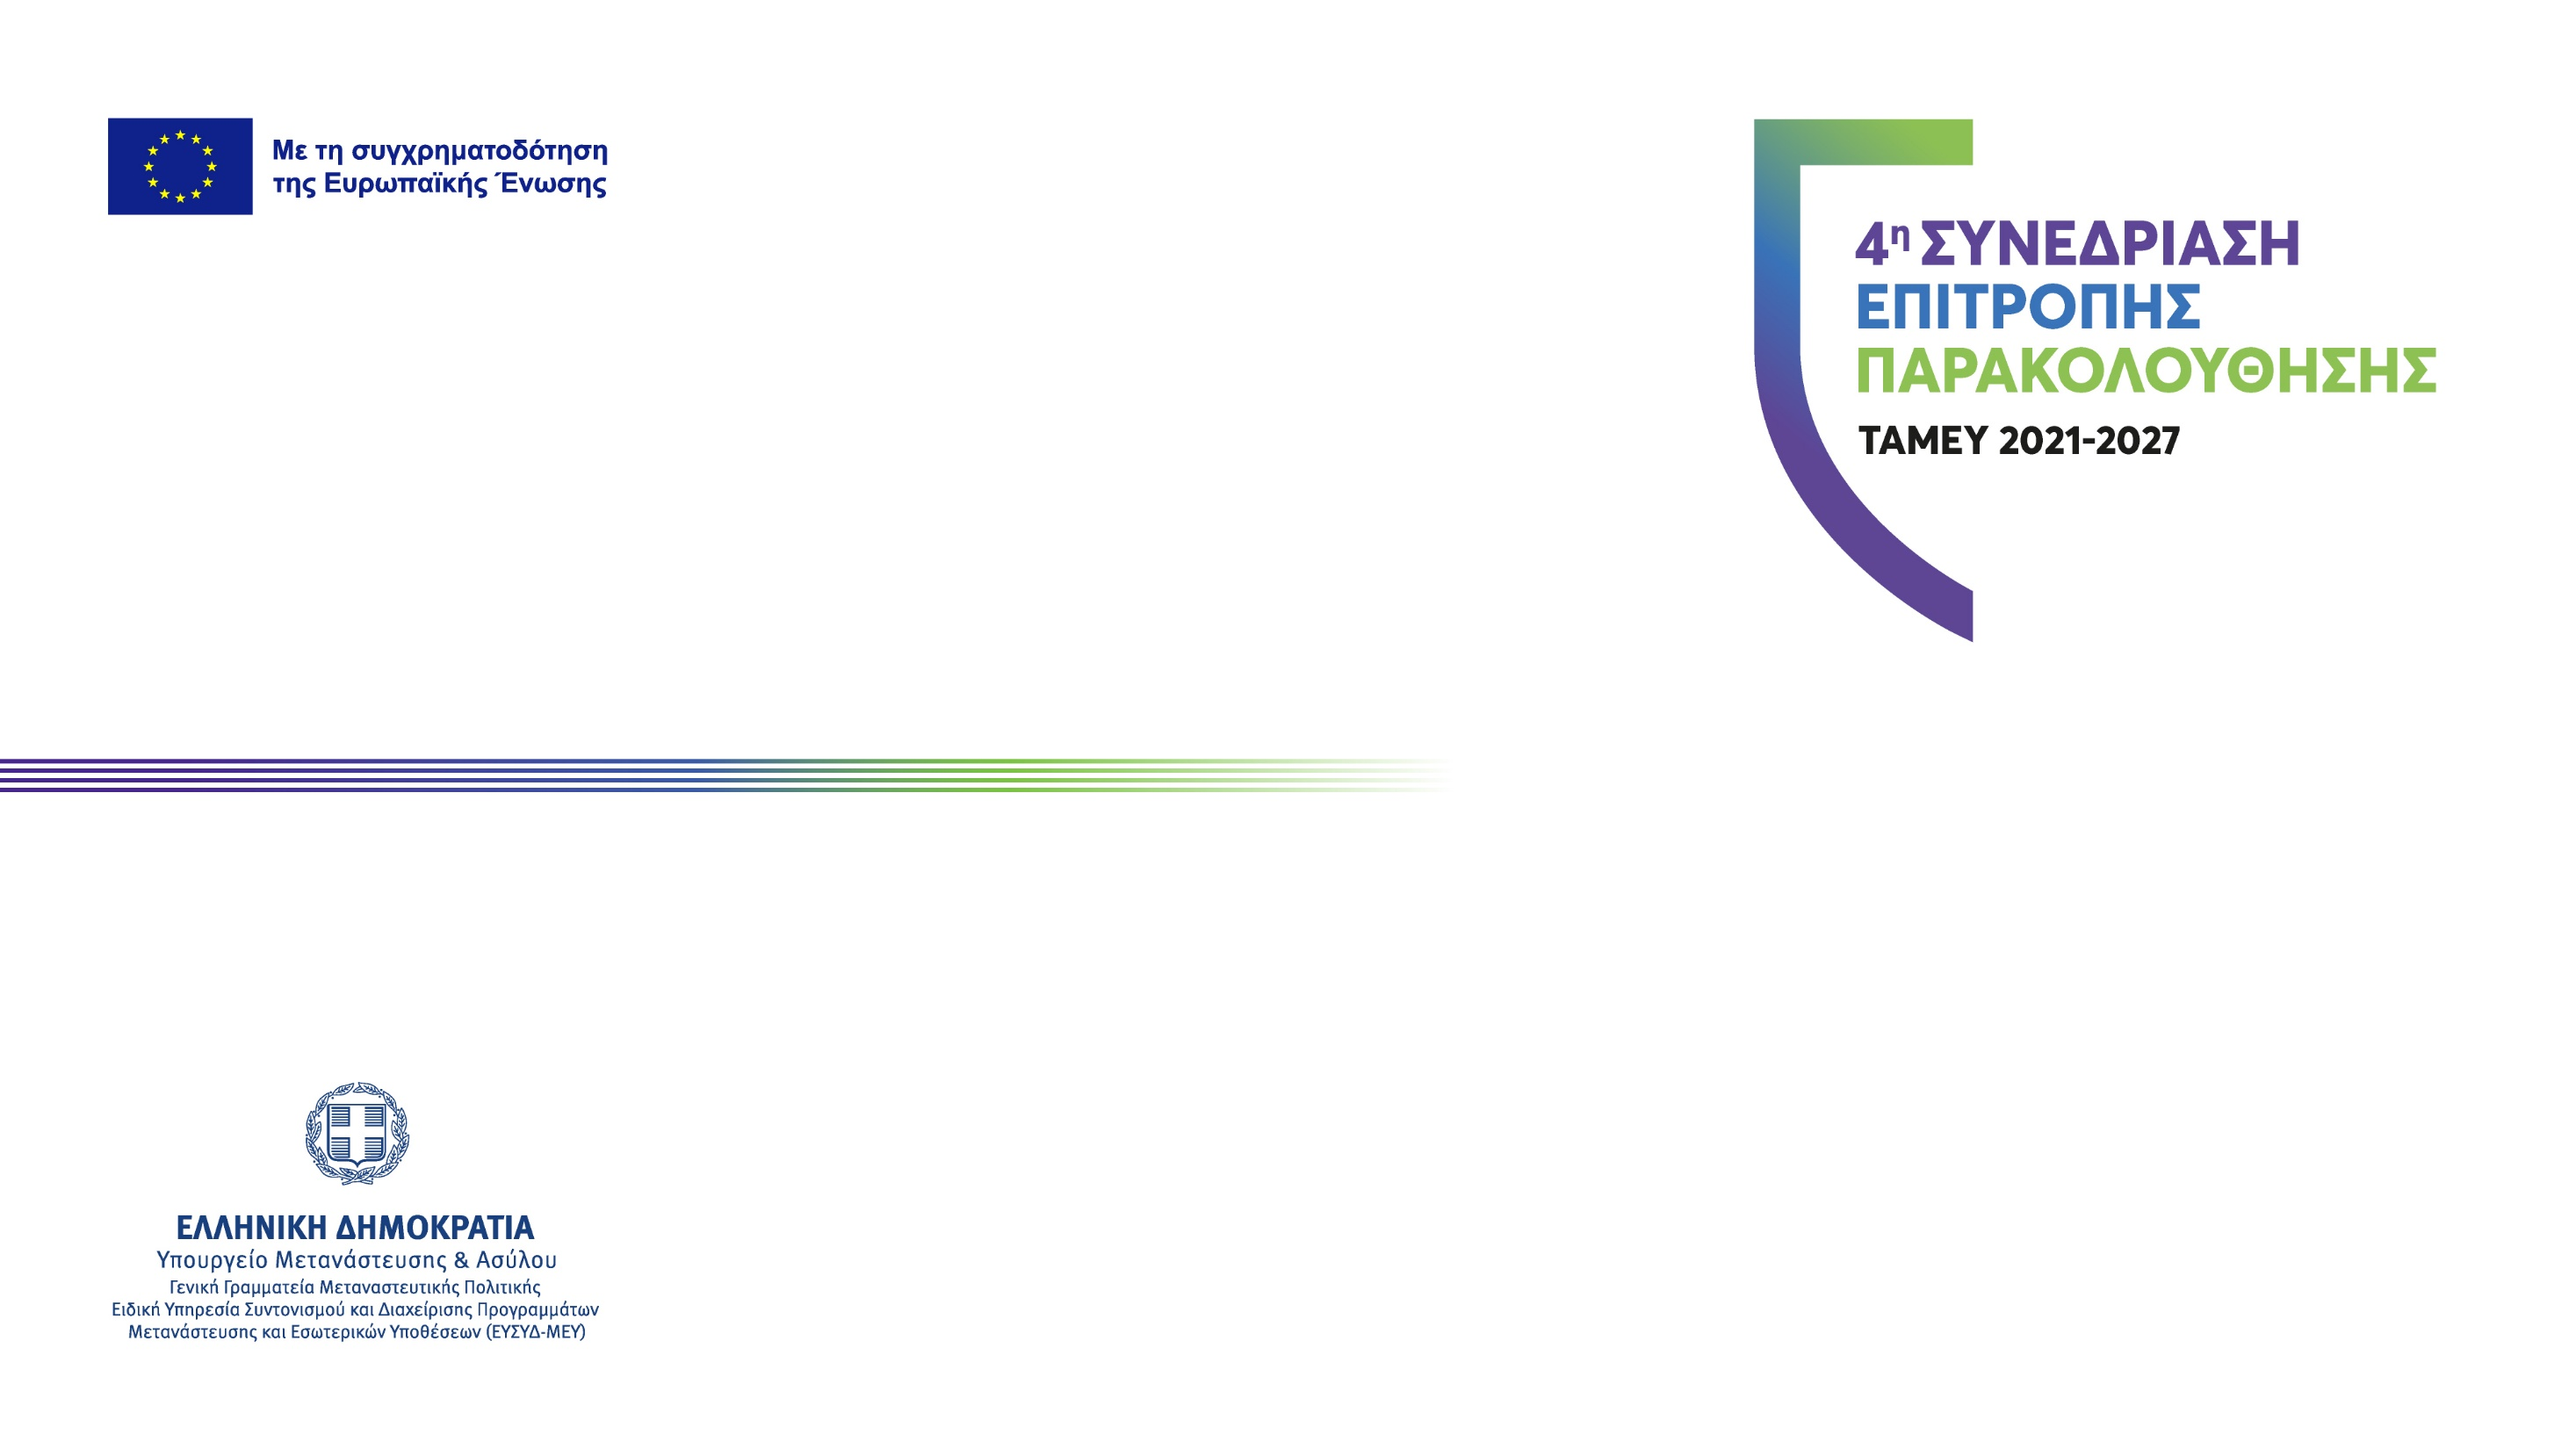 Με τη συγχρηματοδότηση
της Ευρωπαϊκής Ένωσης
4η ΣΥΝΕΔΡΙΑΣΗ
ΕΠΙΤΡΟΠΗΣ
ΠΑΡΑΚΟΛΟΥΘΗΣΗΣ
ΤΑΜΕΥ 2021-2027
ΕΛΛΗΝΙΚΗ ΔΗΜΟΚΡΑΤΙΑ
Υπουργείο Μετανάστευσης & Ασύλου
Γενική Γραμματεία Μεταναστευτικής Πολιτικής
Ειδική Υπηρεσία Συντονισμού και Διαχείρισης Προγραμμάτων
Μετανάστευσης και Εσωτερικών Υποθέσεων (ΕΥΣΥΔ-ΜΕΥ)